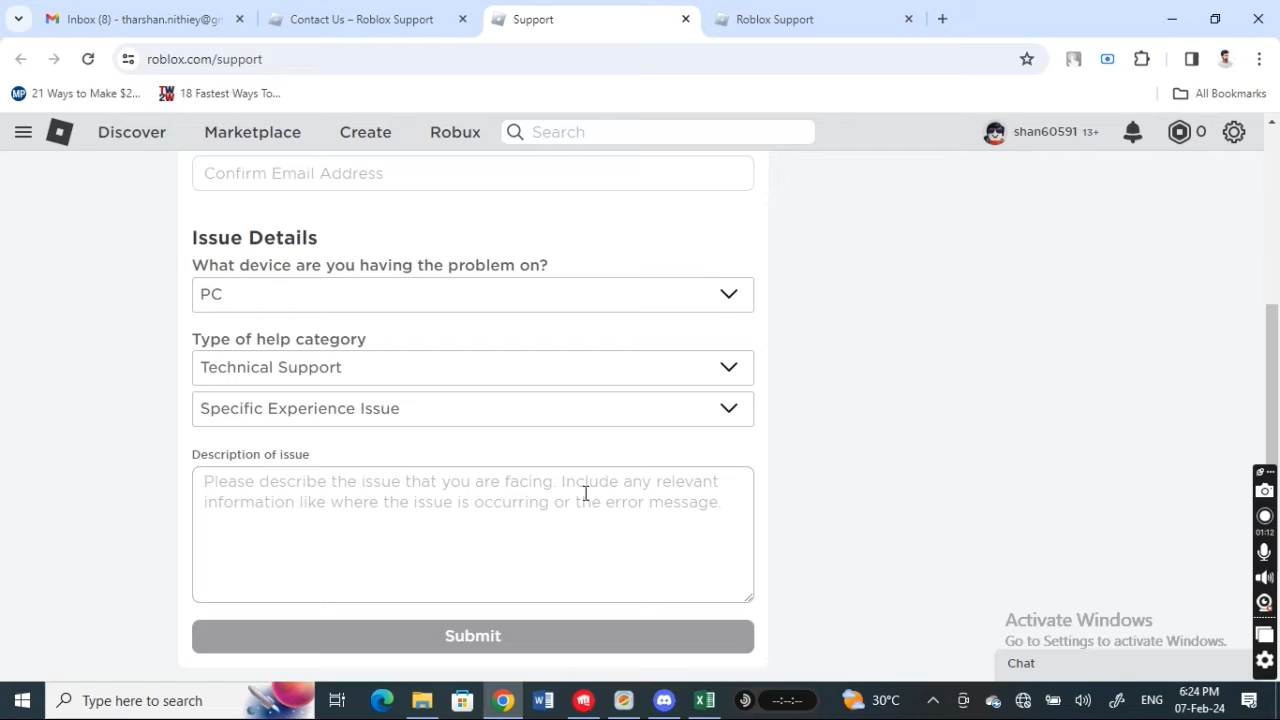 Inbox (8) - tharshan.nithiey@gr
Contact Us – Roblox Support
Support
Roblox Support
roblox.com/support
MP 21 Ways to Make $2...
18 Fastest Ways To...
All Bookmarks
Discover
Marketplace
Create
Robux
Search
shan60591 13+
0
Confirm Email Address
Issue Details
What device are you having the problem on?
PC
Type of help category
Technical Support
Specific Experience Issue
Description of issue
Please describe the issue that you are facing. Include any relevant
information like where the issue is occurring or the error message.
Submit
01:12
Activate Windows
Go to Settings to activate Windows.
Chat
Type here to search
--:--:--
30°C
ENG
6:24 PM
07-Feb-24